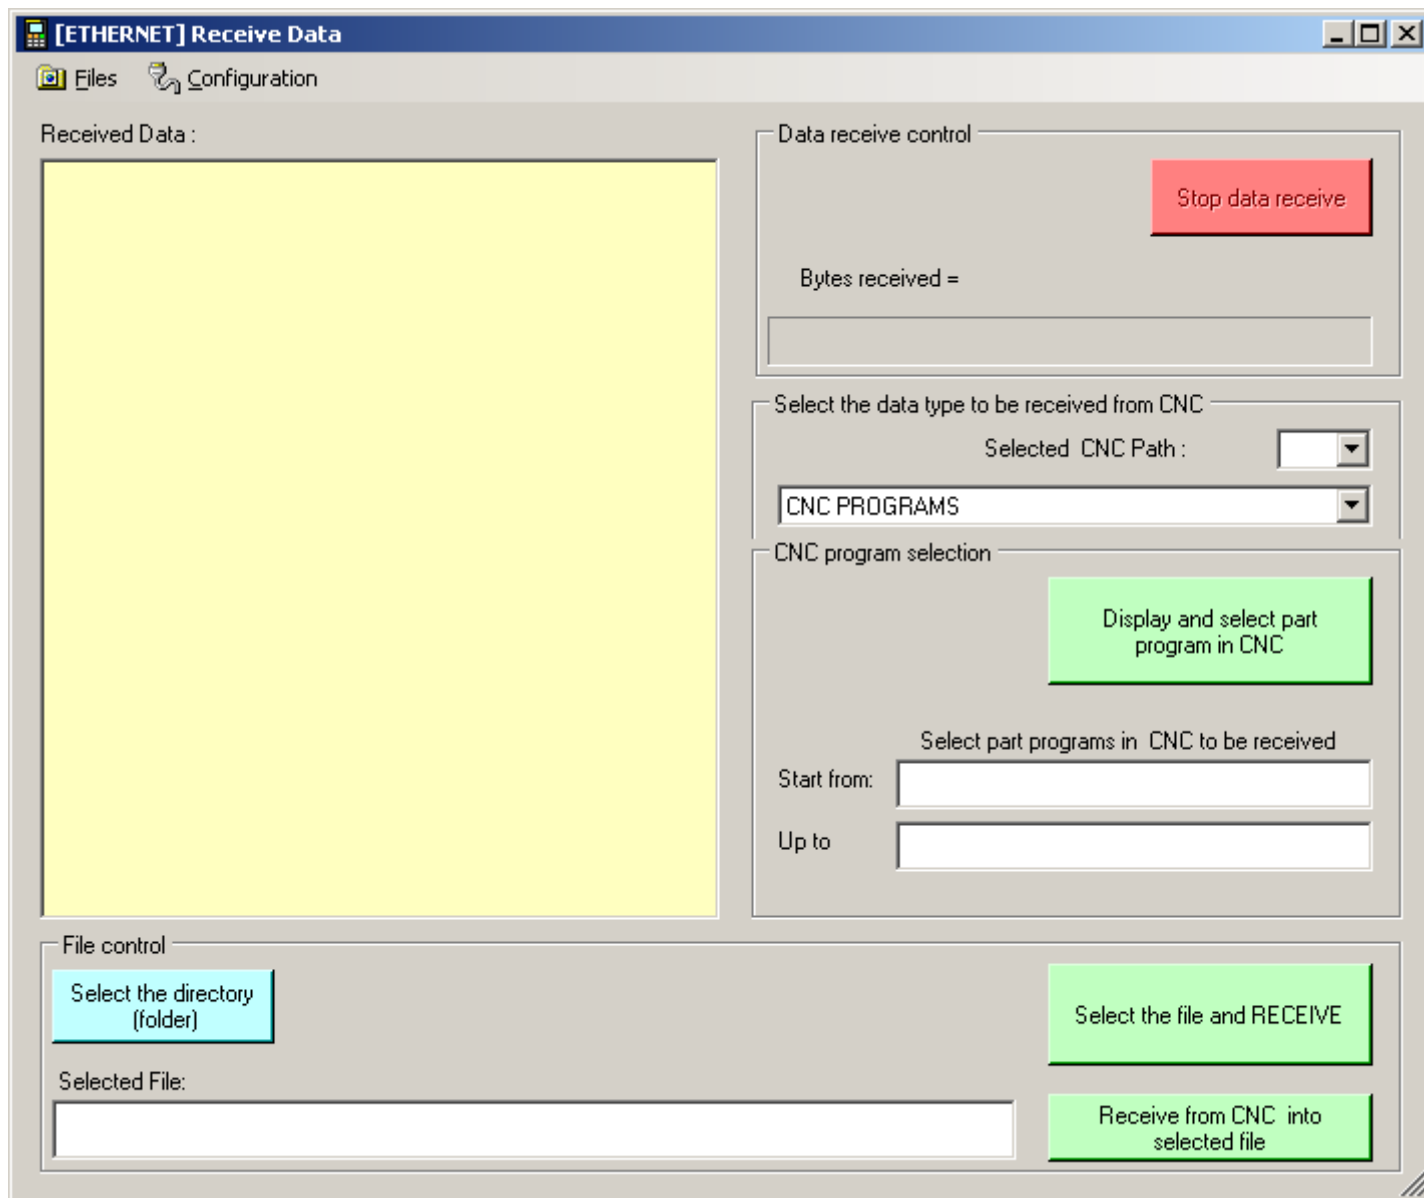 [ETHERNET] Receive Data
Files Configuration
Received Data :
Data receive control
Stop data receive
Bytes received =
Select the data type to be received from CNC
Selected CNC Path :
CNC PROGRAMS
CNC program selection
Display and select part
program in CNC
Select part programs in CNC to be received
Start from:
Up to
File control
Select the directory
(folder)
Select the file and RECEIVE
Selected File:
Receive from CNC into
selected file